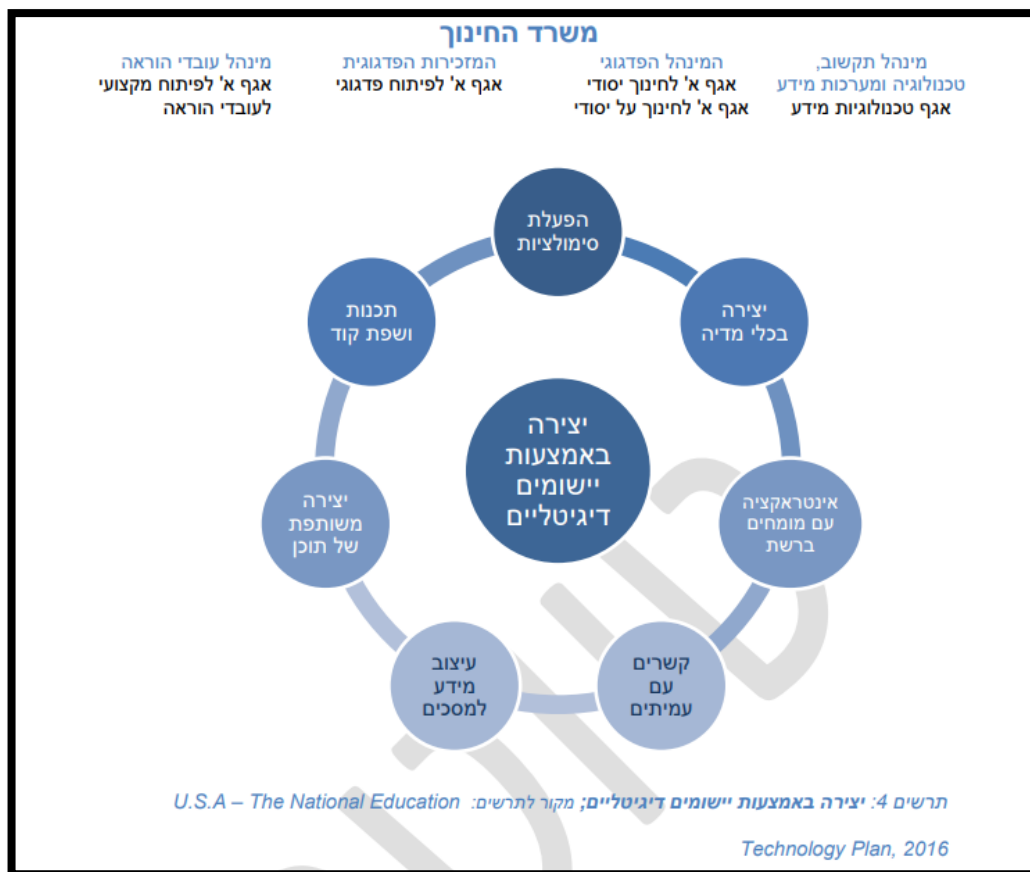 משרד החינוך
מינהל תקשוב,
טכנולוגיה ומערכות מידע
אגף טכנולוגיות מידע
המינהל הפדגוגי
אגף א' לחינוך יסודי
אגף א' לחינוך על יסודי
המזכירות הפדגוגית
אגף א' לפיתוח פדגוגי
מינהל עובדי הוראה
אגף א' לפיתוח מקצועי
לעובדי הוראה
הפעלת
סימולציות
יצירה
בכלי מדיה
אינטראקציה
עם מומחים
ברשת
קשרים
עם
עמיתים
עיצוב
מידע
למסכים
יצירה
משותפת
של תוכן
תכנות
ושפת קוד
יצירה
באמצעות
יישומים
דיגיטליים
תרשים 4: יצירה באמצעות יישומים דיגיטליים; מקור לתרשים: U.S.A – The National Education
Technology Plan, 2016